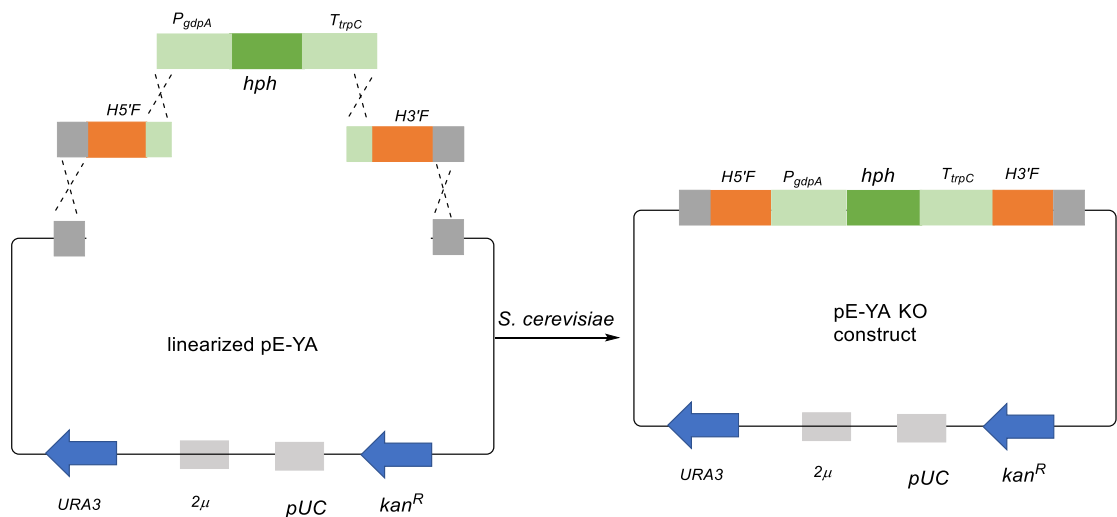 PgdpA
TtrpC
hph
H5'F
H3'F
linearized pE-YA
URA3
2μ
pUC
kanR
S. cerevisiae
H5'F
PgdpA
hph
TtrpC
H3'F
pE-YA KO
construct
URA3
2μ
pUC
kanR